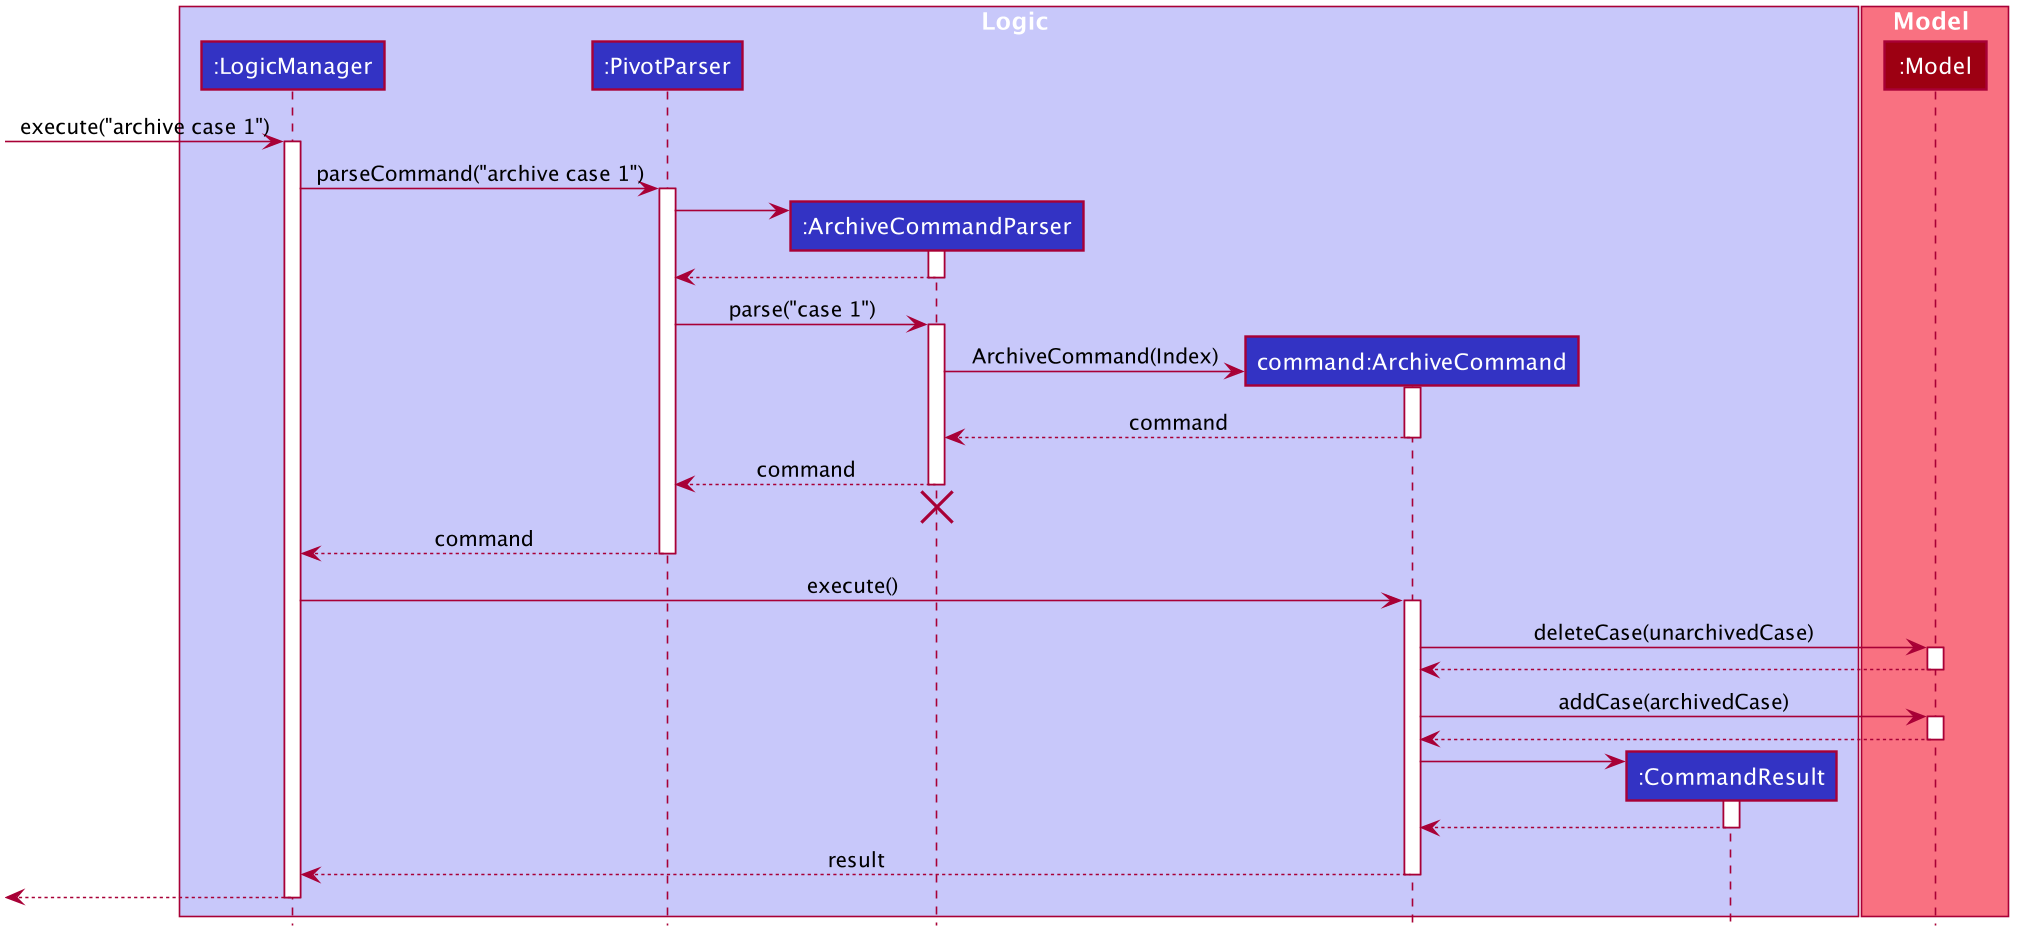 Logic
Model
:LogicManager
:PivotParser
:Model
execute("archive case 1")
parseCommand("archive case 1")
:ArchiveCommandParser
parse("case 1")
ArchiveCommand(Index)
command:ArchiveCommand
command
command
command
execute()
deleteCase(unarchivedCase)
addCase(archivedCase)
:CommandResult
result